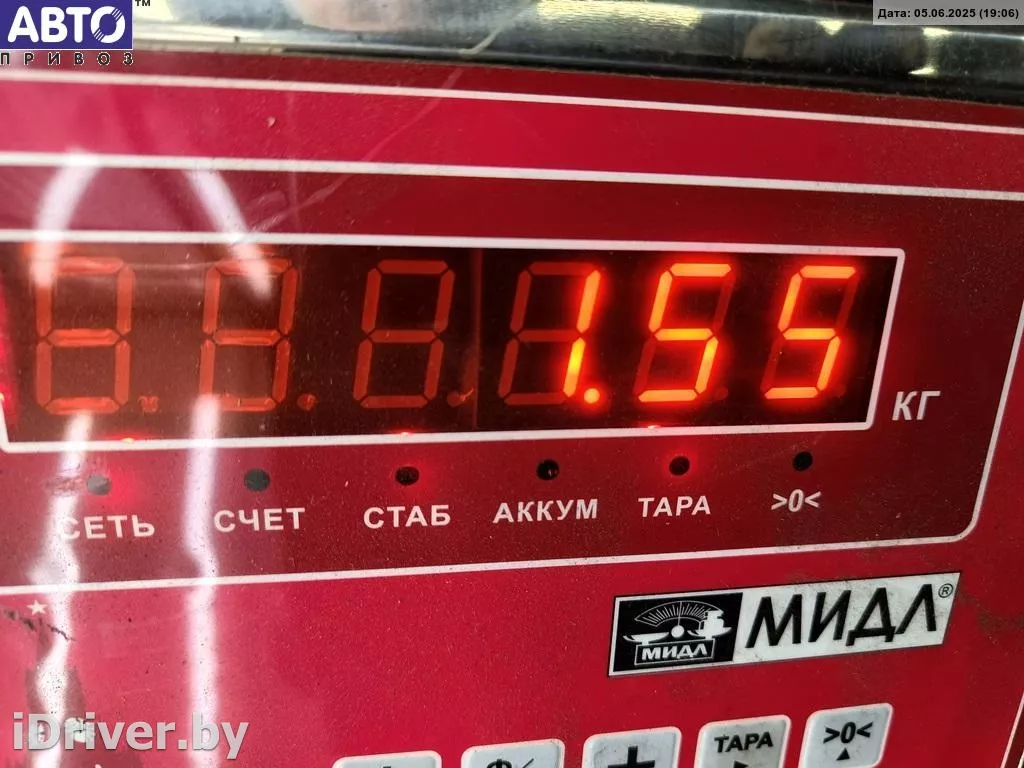 АВТО™
ПРИВОЗ
Дата: 05.06.2025 (19:06)
1.55
КГ
СЕТЬ СЧЕТ СТАБ АККУМ ТАРА >0<
МИДЛ МИДЛ®
iDriver.by
ТАРА >0<